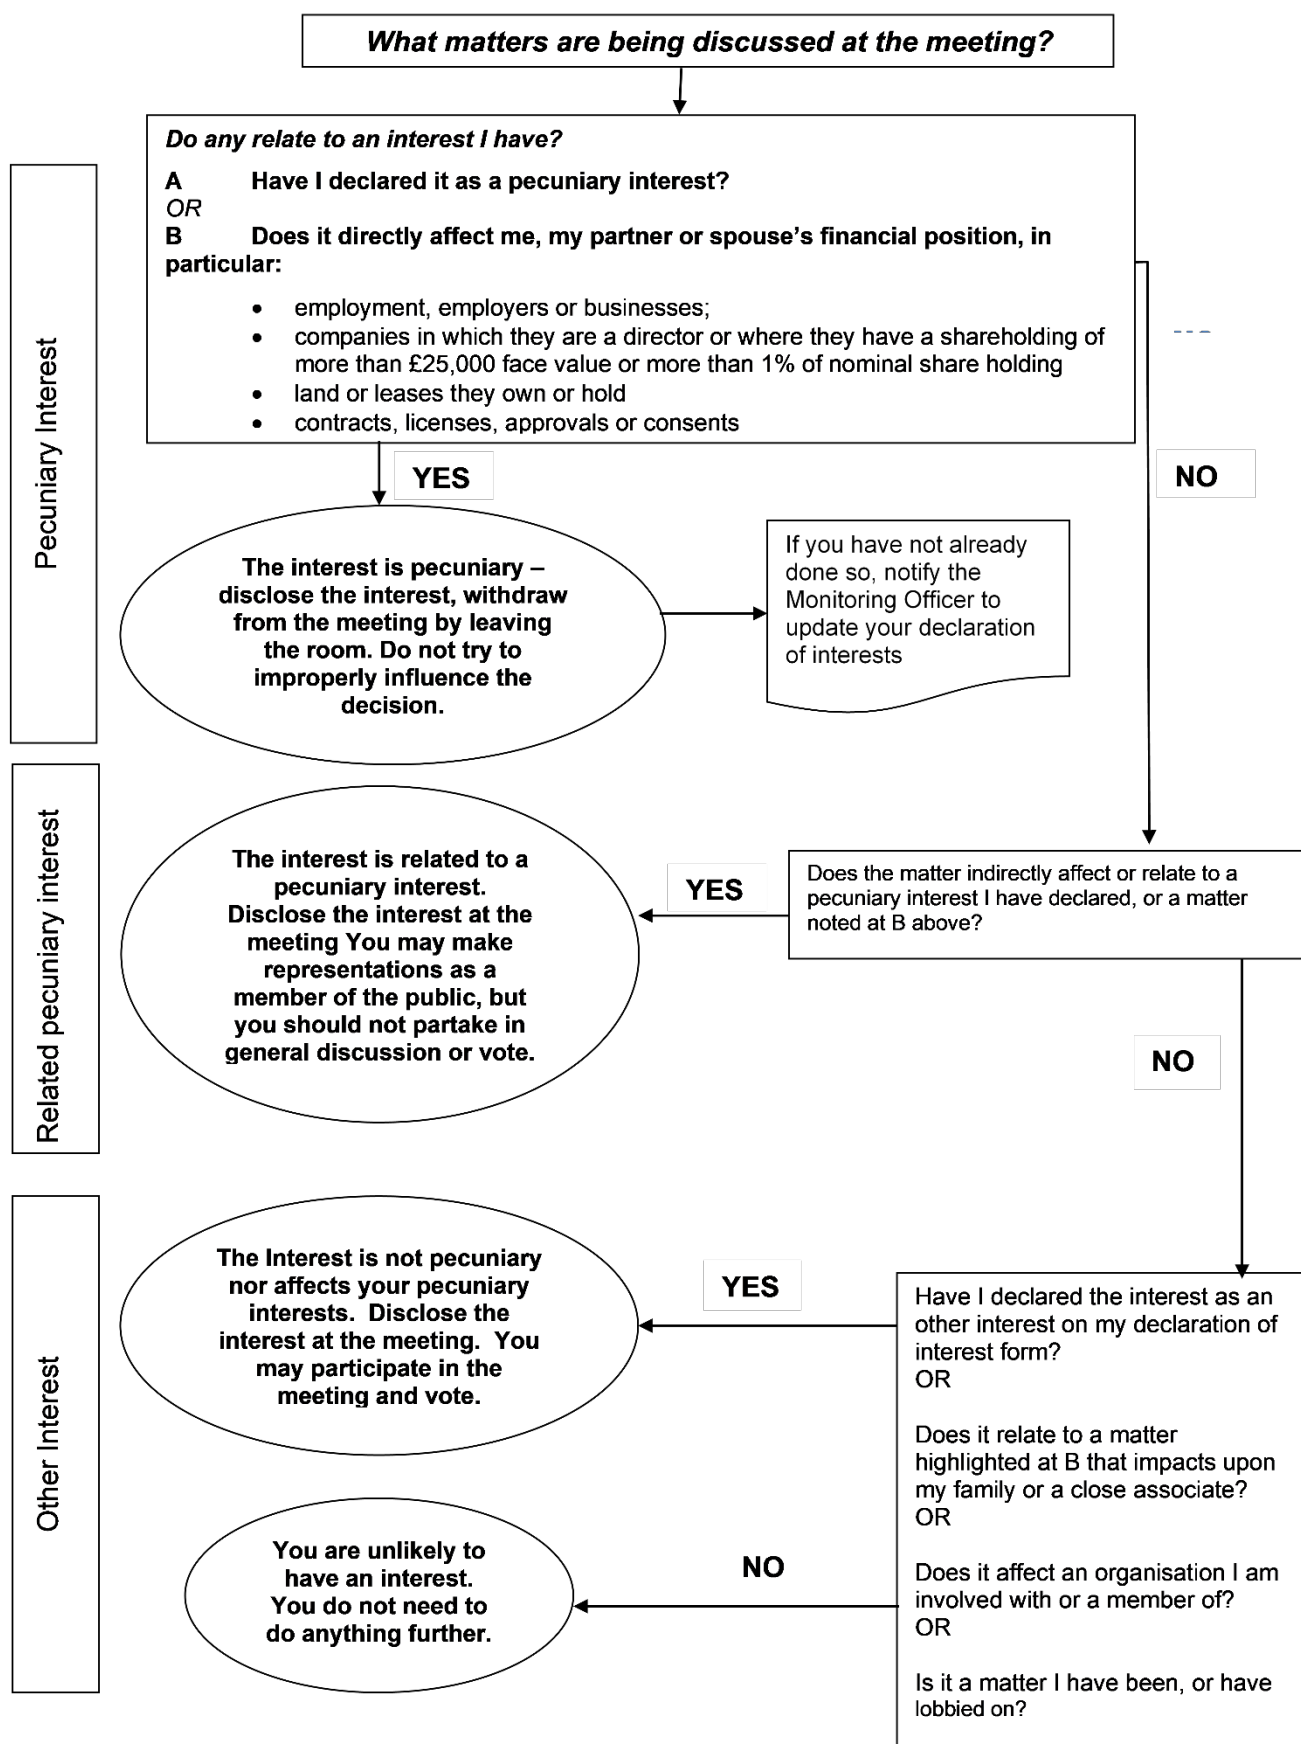 What matters are being discussed at the meeting?
Do any relate to an interest I have?
A Have I declared it as a pecuniary interest?
OR
B Does it directly affect me, my partner or spouse’s financial position, in
particular:
• employment, employers or businesses;
• companies in which they are a director or where they have a shareholding of
more than £25,000 face value or more than 1% of nominal share holding
• land or leases they own or hold
• contracts, licenses, approvals or consents
Pecuniary Interest
YES
NO
The interest is pecuniary –
disclose the interest, withdraw
from the meeting by leaving
the room. Do not try to
improperly influence the
decision.
If you have not already
done so, notify the
Monitoring Officer to
update your declaration
of interests
Related pecuniary interest
The interest is related to a
pecuniary interest.
Disclose the interest at the
meeting You may make
representations as a
member of the public, but
you should not partake in
general discussion or vote.
YES
Does the matter indirectly affect or relate to a
pecuniary interest I have declared, or a matter
noted at B above?
NO
Other Interest
The Interest is not pecuniary
nor affects your pecuniary
interests. Disclose the
interest at the meeting. You
may participate in the
meeting and vote.
YES
Have I declared the interest as an
other interest on my declaration of
interest form?
OR
Does it relate to a matter
highlighted at B that impacts upon
my family or a close associate?
OR
Does it affect an organisation I am
involved with or a member of?
OR
Is it a matter I have been, or have
lobbied on?
NO
You are unlikely to
have an interest.
You do not need to
do anything further.